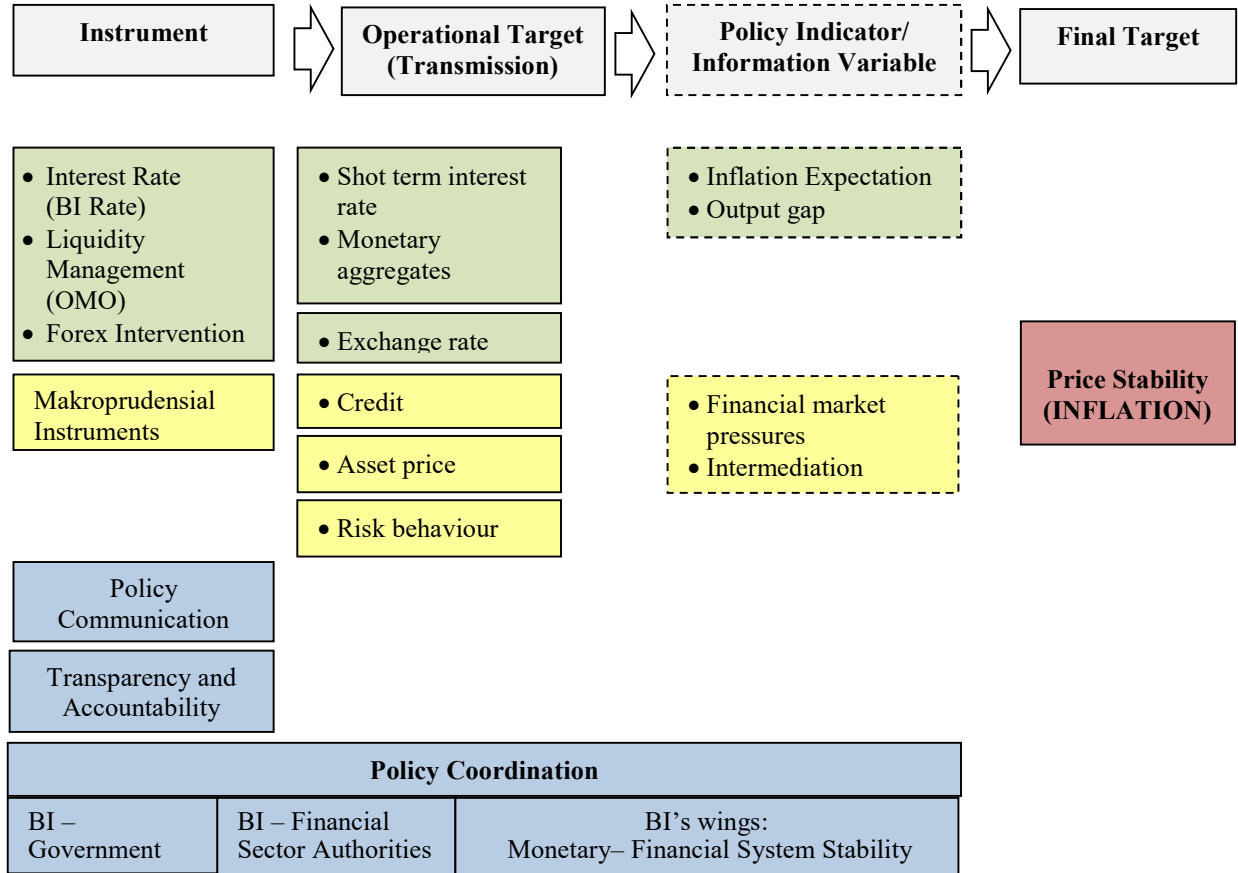 Instrument
Operational Target
(Transmission)
Policy Indicator/
Information Variable
Final Target
• Interest Rate
(BI Rate)
• Liquidity
Management
(OMO)
• Forex Intervention
• Shot term interest
rate
• Monetary
aggregates
• Exchange rate
• Inflation Expectation
• Output gap
Makroprudensial
Instruments
• Credit
• Asset price
• Risk behaviour
• Financial market
pressures
• Intermediation
Price Stability
(INFLATION)
Policy
Communication
Transparency and
Accountability
Policy Coordination
BI –
Government
BI – Financial
Sector Authorities
BI's wings:
Monetary– Financial System Stability